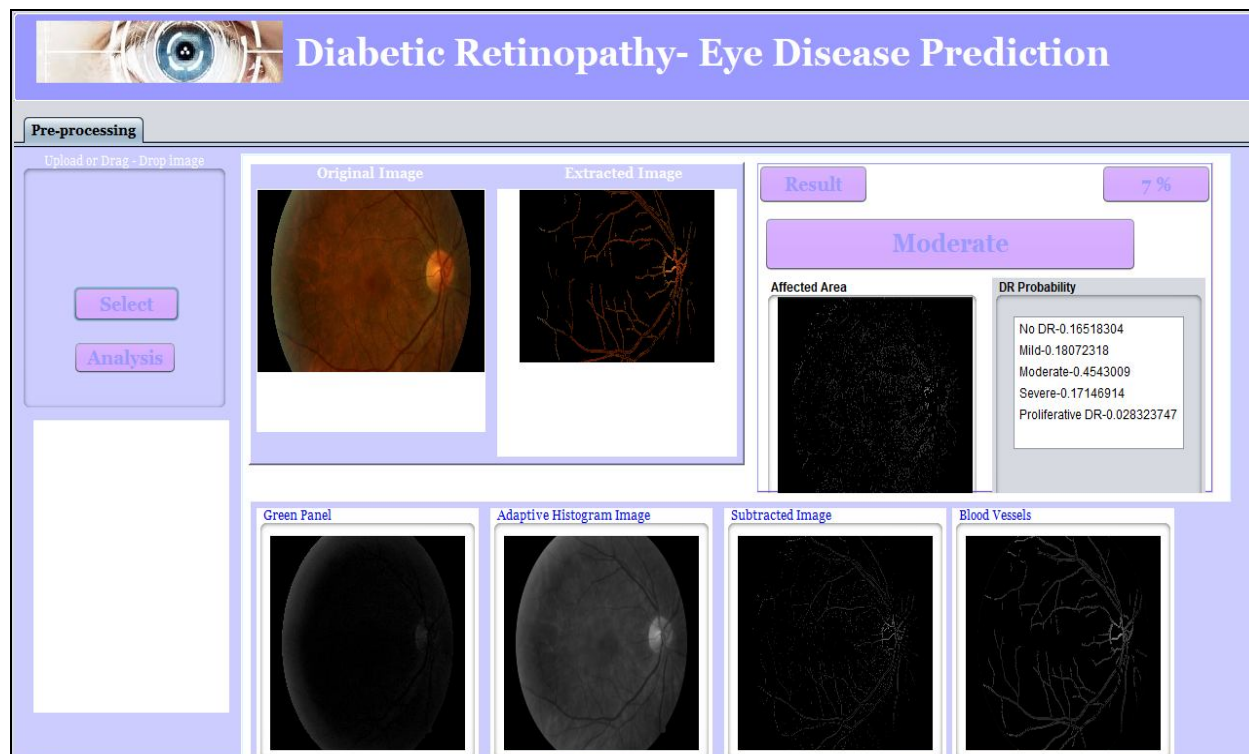 Diabetic Retinopathy- Eye Disease Prediction
Pre-processing
Upload or Drag - Drop image
Select
Analysis
Original Image
Extracted Image
Result
7 %
Moderate
Affected Area
DR Probability
No DR-0.16518304
Mild-0.18072318
Moderate-0.4543009
Severe-0.17146914
Proliferative DR-0.028323747
Green Panel
Adaptive Histogram Image
Subtracted Image
Blood Vessels